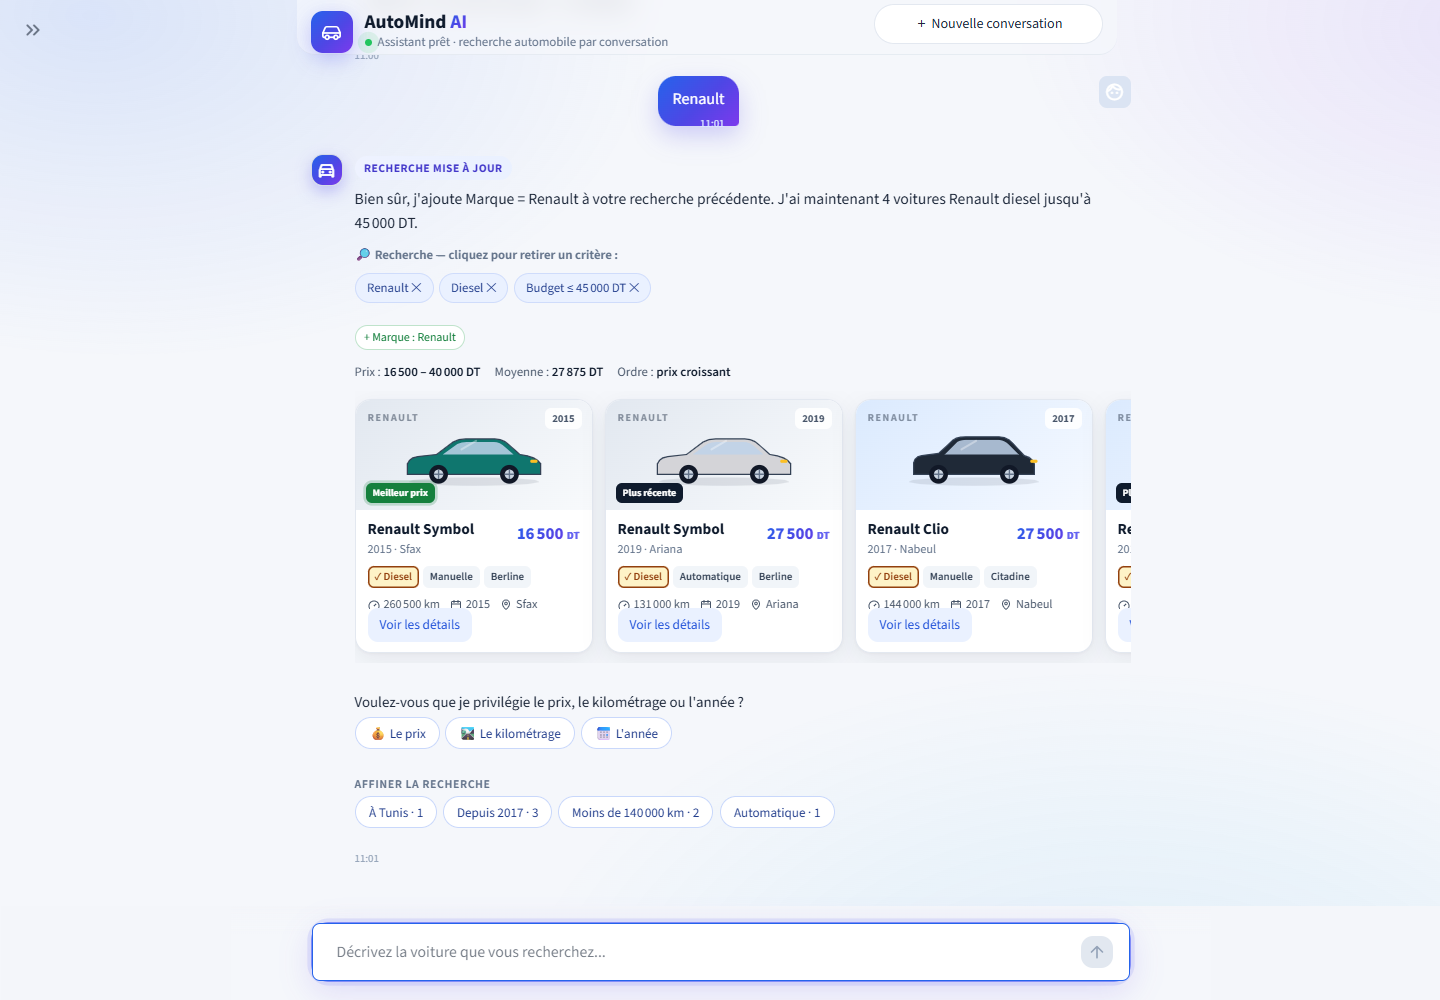 AutoMind AI
Assistant prêt · recherche automobile par conversation
+ Nouvelle conversation
11:00
Renault
11:01
RECHERCHE MISE À JOUR
Bien sûr, j'ajoute Marque = Renault à votre recherche précédente. J'ai maintenant 4 voitures Renault diesel jusqu'à
45 000 DT.
Recherche — cliquez pour retirer un critère :
Renault Diesel Budget ≤ 45 000 DT
+ Marque : Renault
Prix : 16 500 – 40 000 DT Moyenne : 27 875 DT Ordre : prix croissant
RENAULT 2015
Meilleur prix
Renault Symbol 16 500 DT
2015 · Sfax
✓ Diesel Manuelle Berline
260 500 km 2015 Sfax
Voir les détails
RENAULT 2019
Plus récente
Renault Symbol 27 500 DT
2019 · Ariana
✓ Diesel Automatique Berline
131 000 km 2019 Ariana
Voir les détails
RENAULT 2017
Renault Clio 27 500 DT
2017 · Nabeul
✓ Diesel Manuelle Citadine
144 000 km 2017 Nabeul
Voir les détails
Voulez-vous que je privilégie le prix, le kilométrage ou l'année ?
Le prix Le kilométrage L'année
AFFINER LA RECHERCHE
À Tunis · 1 Depuis 2017 · 3 Moins de 140 000 km · 2 Automatique · 1
11:01
Décrivez la voiture que vous recherchez...